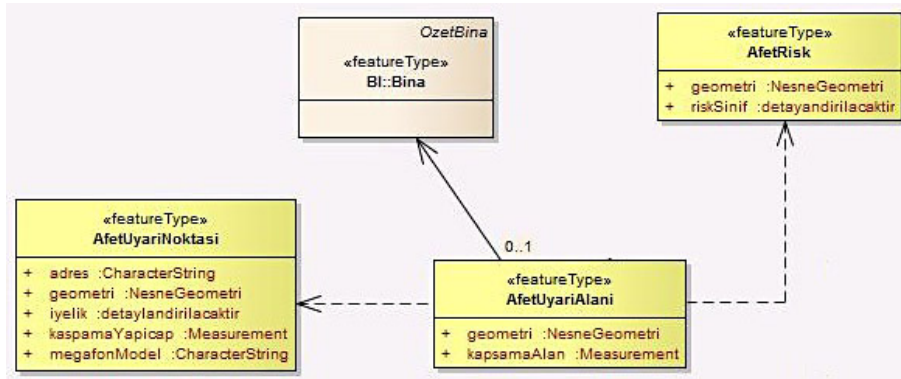 OzetBina
«featureType»
BI::Bina
«featureType»
AfetRisk
+ geometri :NesneGeometri
+ riskSinif :detayandirilacaktir
«featureType»
AfetUyariNoktasi
+ adres :CharacterString
+ geometri :NesneGeometri
+ iyelik :detaylandirilacaktir
+ kaspamaYapicap :Measurement
+ megafonModel :CharacterString
0..1
«featureType»
AfetUyariAlani
+ geometri :NesneGeometri
+ kapsamaAlan :Measurement